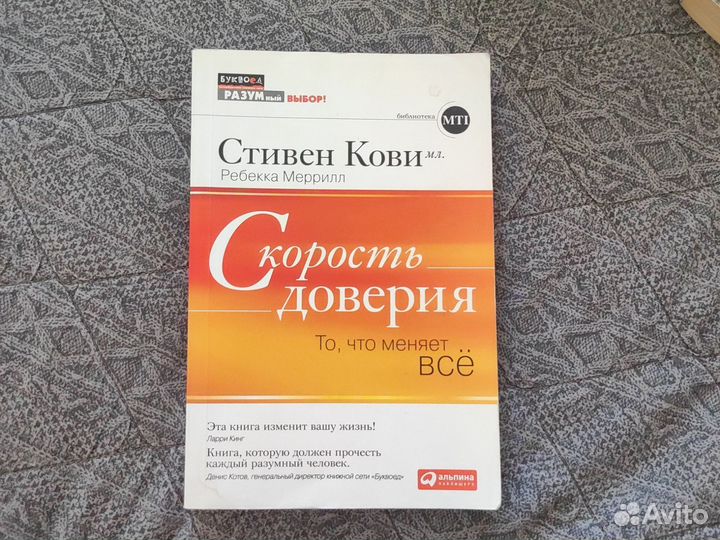 БУКВОЕД
РАЗУМный ВЫБОР!
библиотека MTI
Стивен Кови мл.
Ребекка Меррилл
Скорость
доверия
То, что меняет
всё
Эта книга изменит вашу жизнь!
Ларри Кинг
Книга, которую должен прочесть
каждый разумный человек.
Денис Котов, генеральный директор книжной сети «Буквоед»
альпина
паблишерз
Avito